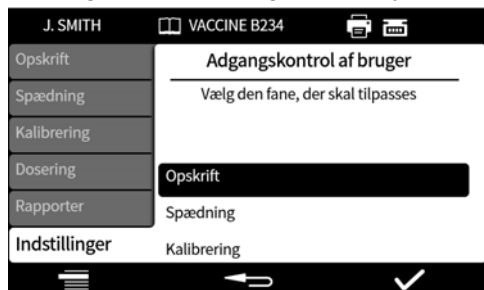 J. SMITH VACCINE B234
Opskrift
Spædning
Kalibrering
Dosering
Rapporter
Indstillinger
Adgangskontrol af bruger
Vælg den fane, der skal tilpasses
Opskrift
Spædning
Kalibrering